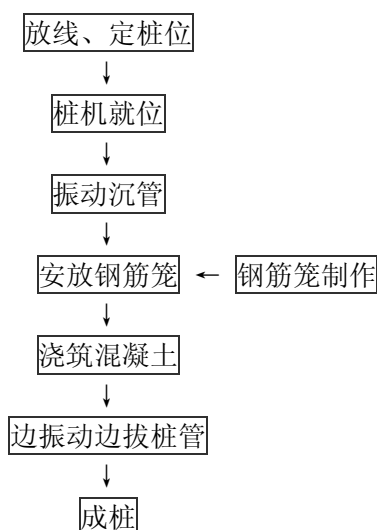 放线、定桩位
桩机就位
振动沉管
安放钢筋笼
钢筋笼制作
浇筑混凝土
边振动边拔桩管
成桩